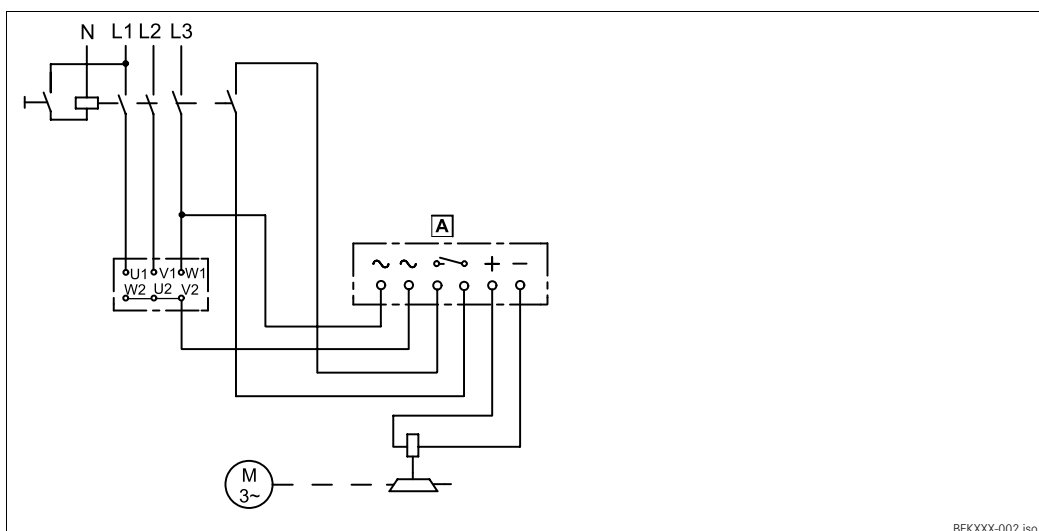 N L1 L2 L3
A
U1 V1 W1
W2 U2 V2
+ −
M
3~
BEKXXX-002.iso